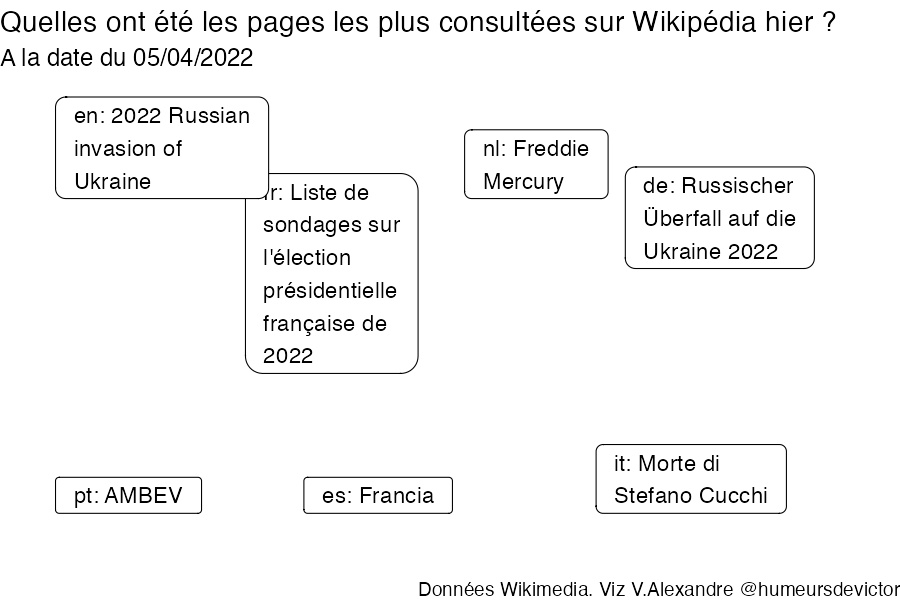 Quelles ont été les pages les plus consultées sur Wikipédia hier ?
A la date du 05/04/2022
en: 2022 Russian
invasion of
Ukraine
fr: Liste de
sondages sur
l'élection
présidentielle
française de
2022
nl: Freddie
Mercury
de: Russischer
Überfall auf die
Ukraine 2022
pt: AMBEV
es: Francia
it: Morte di
Stefano Cucchi
Données Wikimedia. Viz V.Alexandre @humeursdevictor